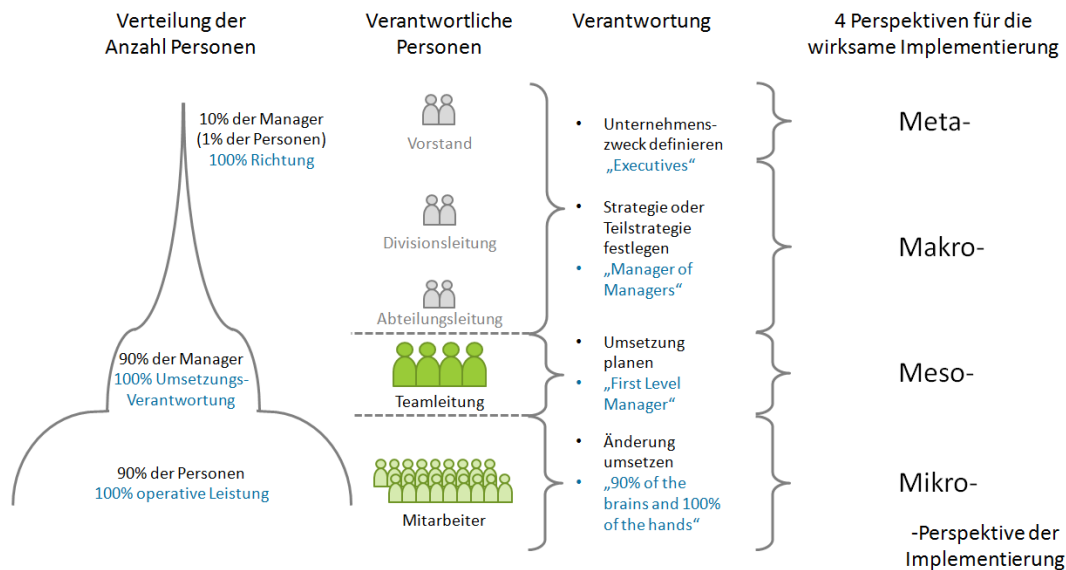 Verteilung der
Anzahl Personen
Verantwortliche
Personen
Verantwortung
4 Perspektiven für die
wirksame Implementierung
10% der Manager
(1% der Personen)
100% Richtung
90% der Manager
100% Umsetzungs-
Verantwortung
90% der Personen
100% operative Leistung
Vorstand
Divisionsleitung
Abteilungsleitung
Teamleitung
Mitarbeiter
• Unternehmens-
zweck definieren
„Executives“
• Strategie oder
Teilstrategie
festlegen
• „Manager of
Managers“
• Umsetzung
planen
• „First Level
Manager“
• Änderung
umsetzen
• „90% of the
brains and 100%
of the hands“
Meta-
Makro-
Meso-
Mikro-
-Perspektive der
Implementierung